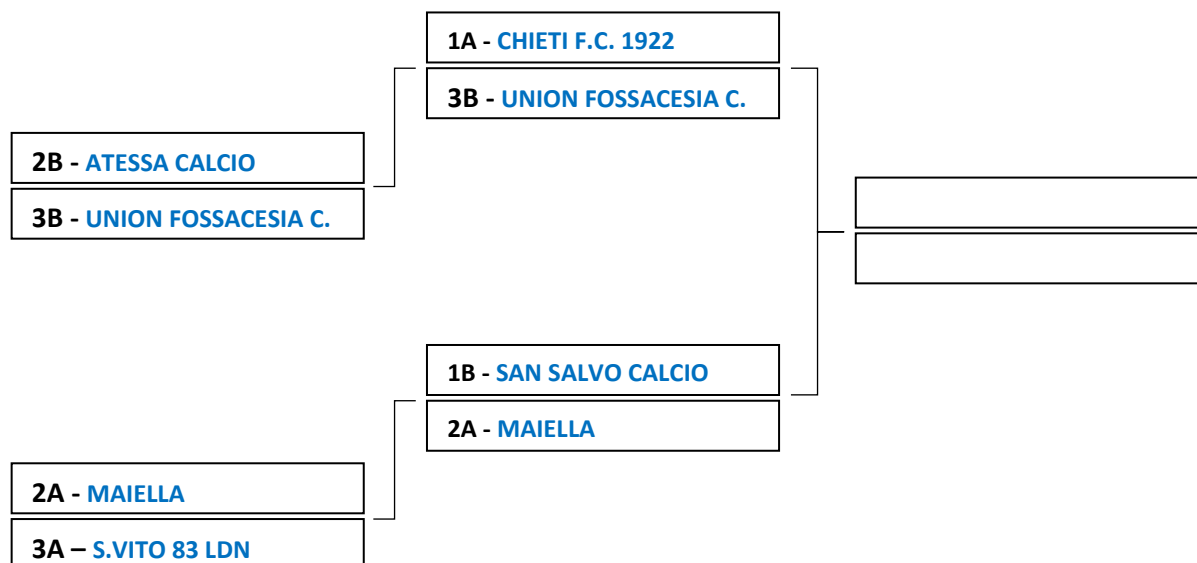 1A - CHIETI F.C. 1922
3B - UNION FOSSACESIA C.
2B - ATESSA CALCIO
3B - UNION FOSSACESIA C.
1B - SAN SALVO CALCIO
2A - MAIELLA
2A - MAIELLA
3A – S.VITO 83 LDN